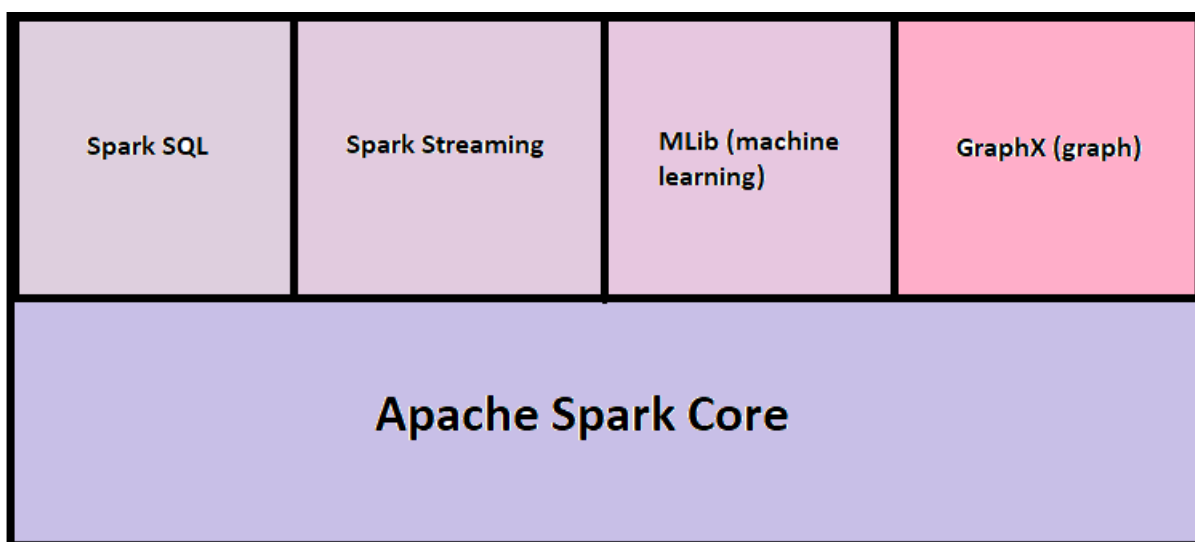 Spark SQL
Spark Streaming
MLib (machine
learning)
GraphX (graph)
Apache Spark Core